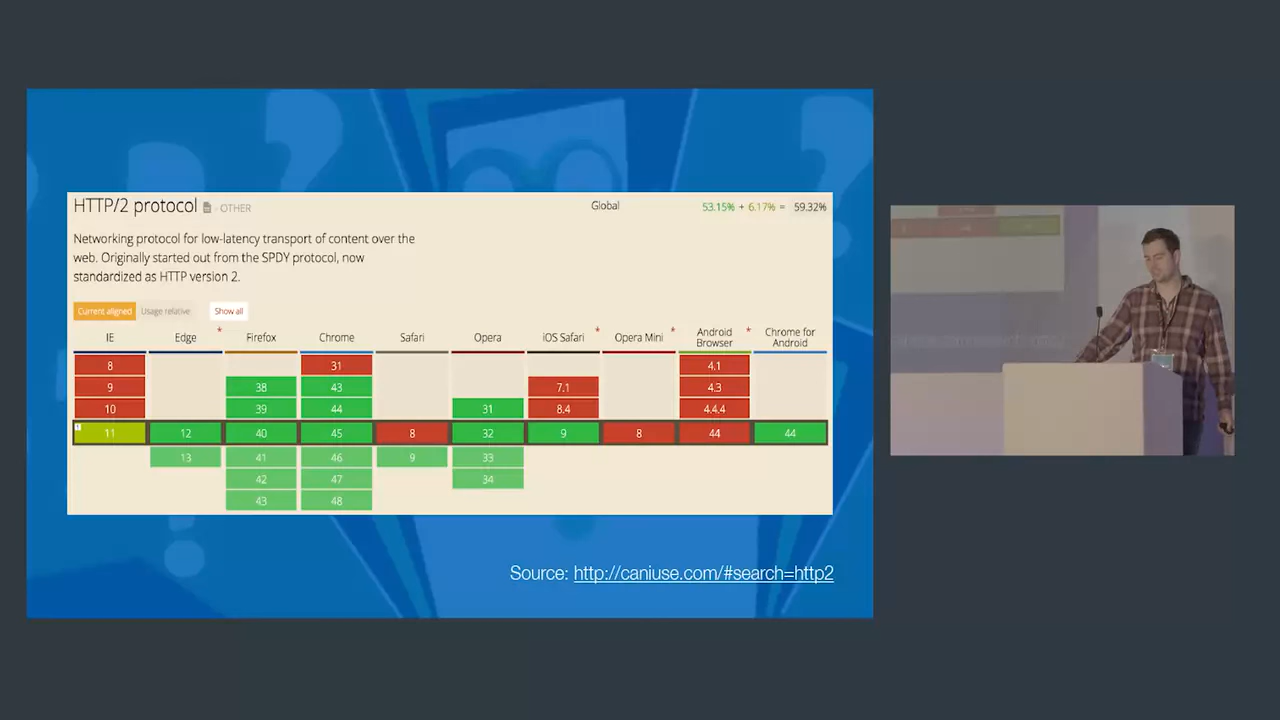 HTTP/2 protocol - OTHER
Global 53.15% + 6.17% = 59.32%
Networking protocol for low-latency transport of content over the
web. Originally started out from the SPDY protocol, now
standardized as HTTP version 2.
Current aligned Usage relative Show all
IE Edge * Firefox Chrome Safari Opera iOS Safari * Opera Mini * Android Browser * Chrome for Android
8 31 4.1
9 38 43 7.1 4.3
10 39 44 31 8.4 4.4.4
11 12 40 45 8 32 9 8 44 44
13 41 46 9 33
42 47 34
43 48
Source: http://caniuse.com/#search=http2